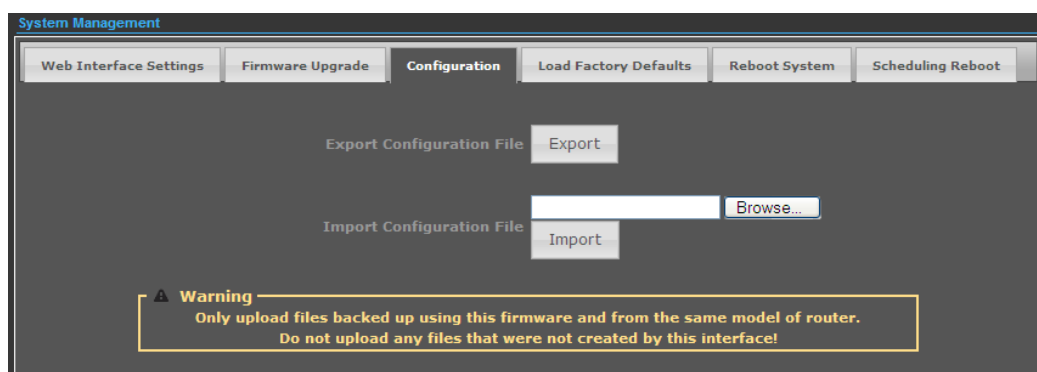 System Management
Web Interface Settings Firmware Upgrade Configuration Load Factory Defaults Reboot System Scheduling Reboot
Export Configuration File Export
Browse...
Import Configuration File
Import
Warning
Only upload files backed up using this firmware and from the same model of router.
Do not upload any files that were not created by this interface!